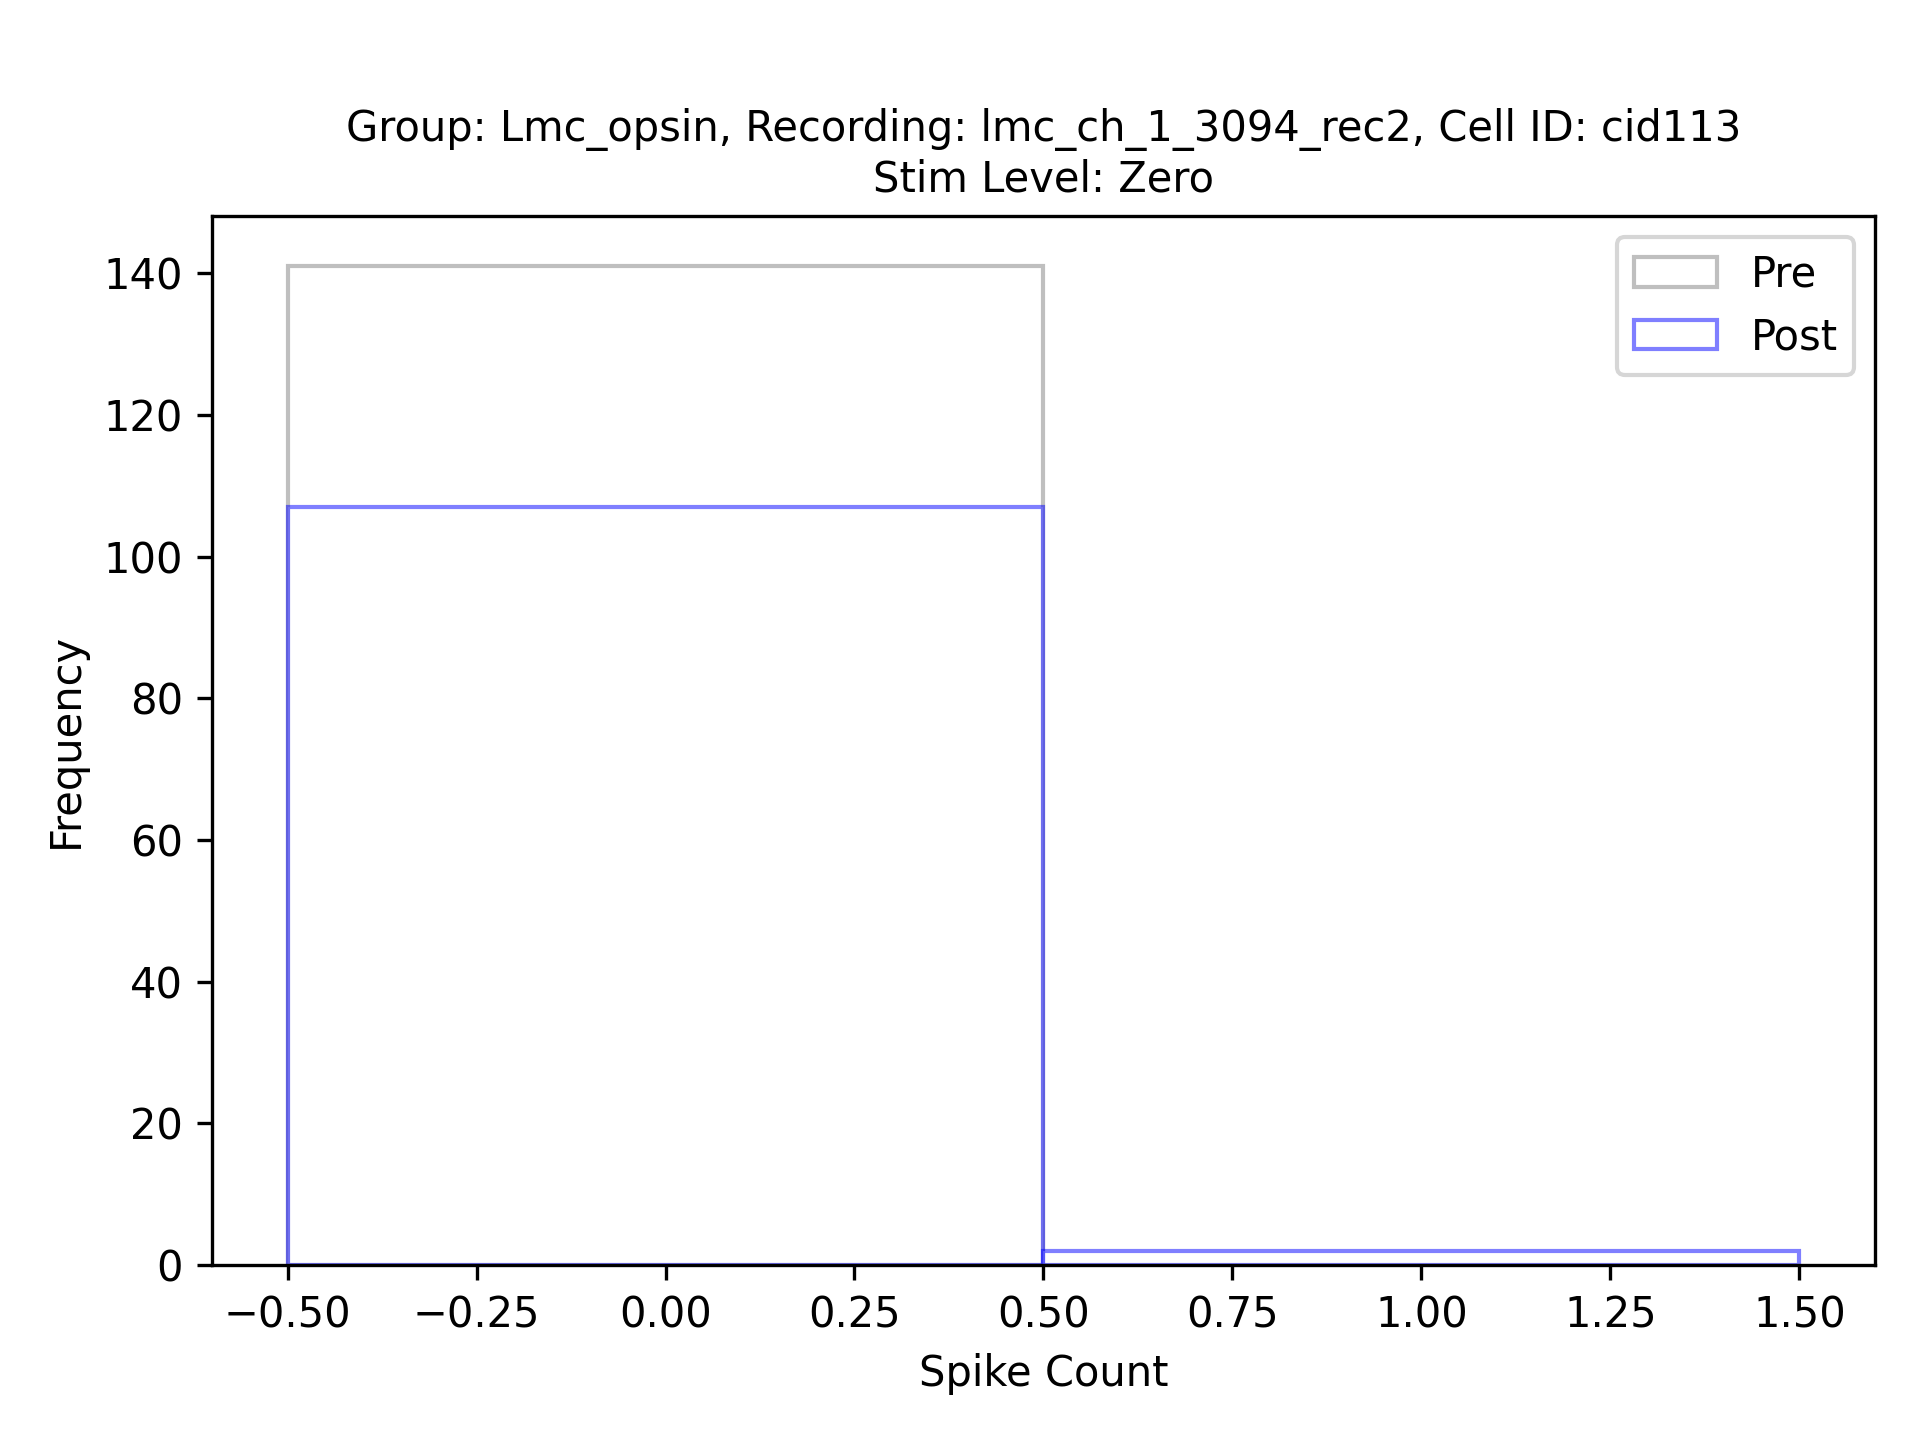 Group: Lmc_opsin, Recording: lmc_ch_1_3094_rec2, Cell ID: cid113
Stim Level: Zero
Pre
Post
140
120
100
80
60
40
20
0
Frequency
−0.50 −0.25 0.00 0.25 0.50 0.75 1.00 1.25 1.50
Spike Count